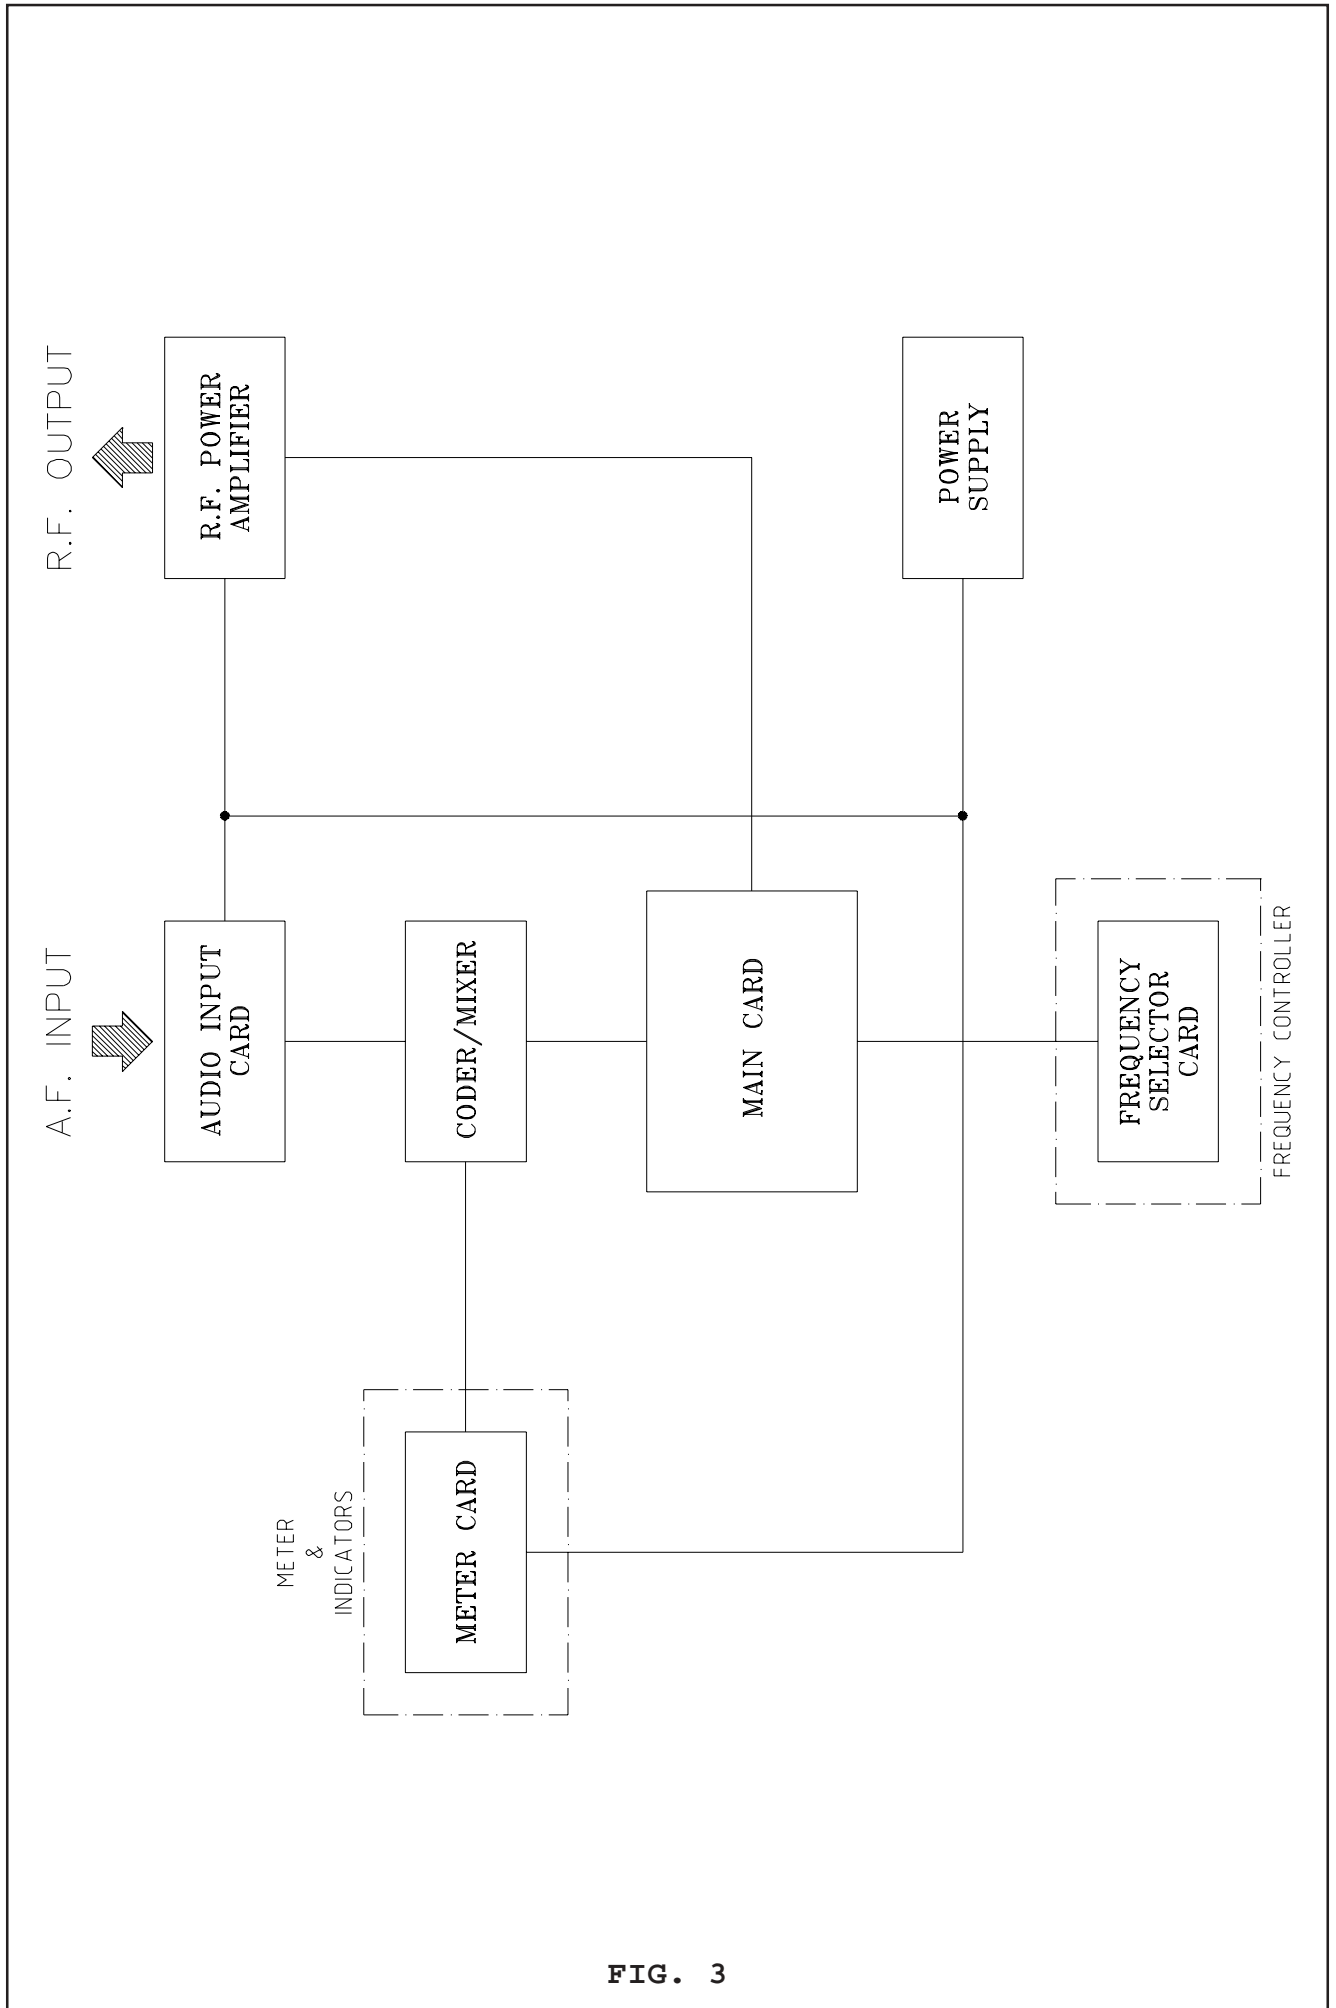 A.F. INPUT
R.F. OUTPUT
AUDIO INPUT
CARD
R.F. POWER
AMPLIFIER
METER
&
INDICATORS
METER CARD
CODER/MIXER
MAIN CARD
POWER
SUPPLY
FREQUENCY
SELECTOR
CARD
FREQUENCY CONTROLLER
FIG. 3